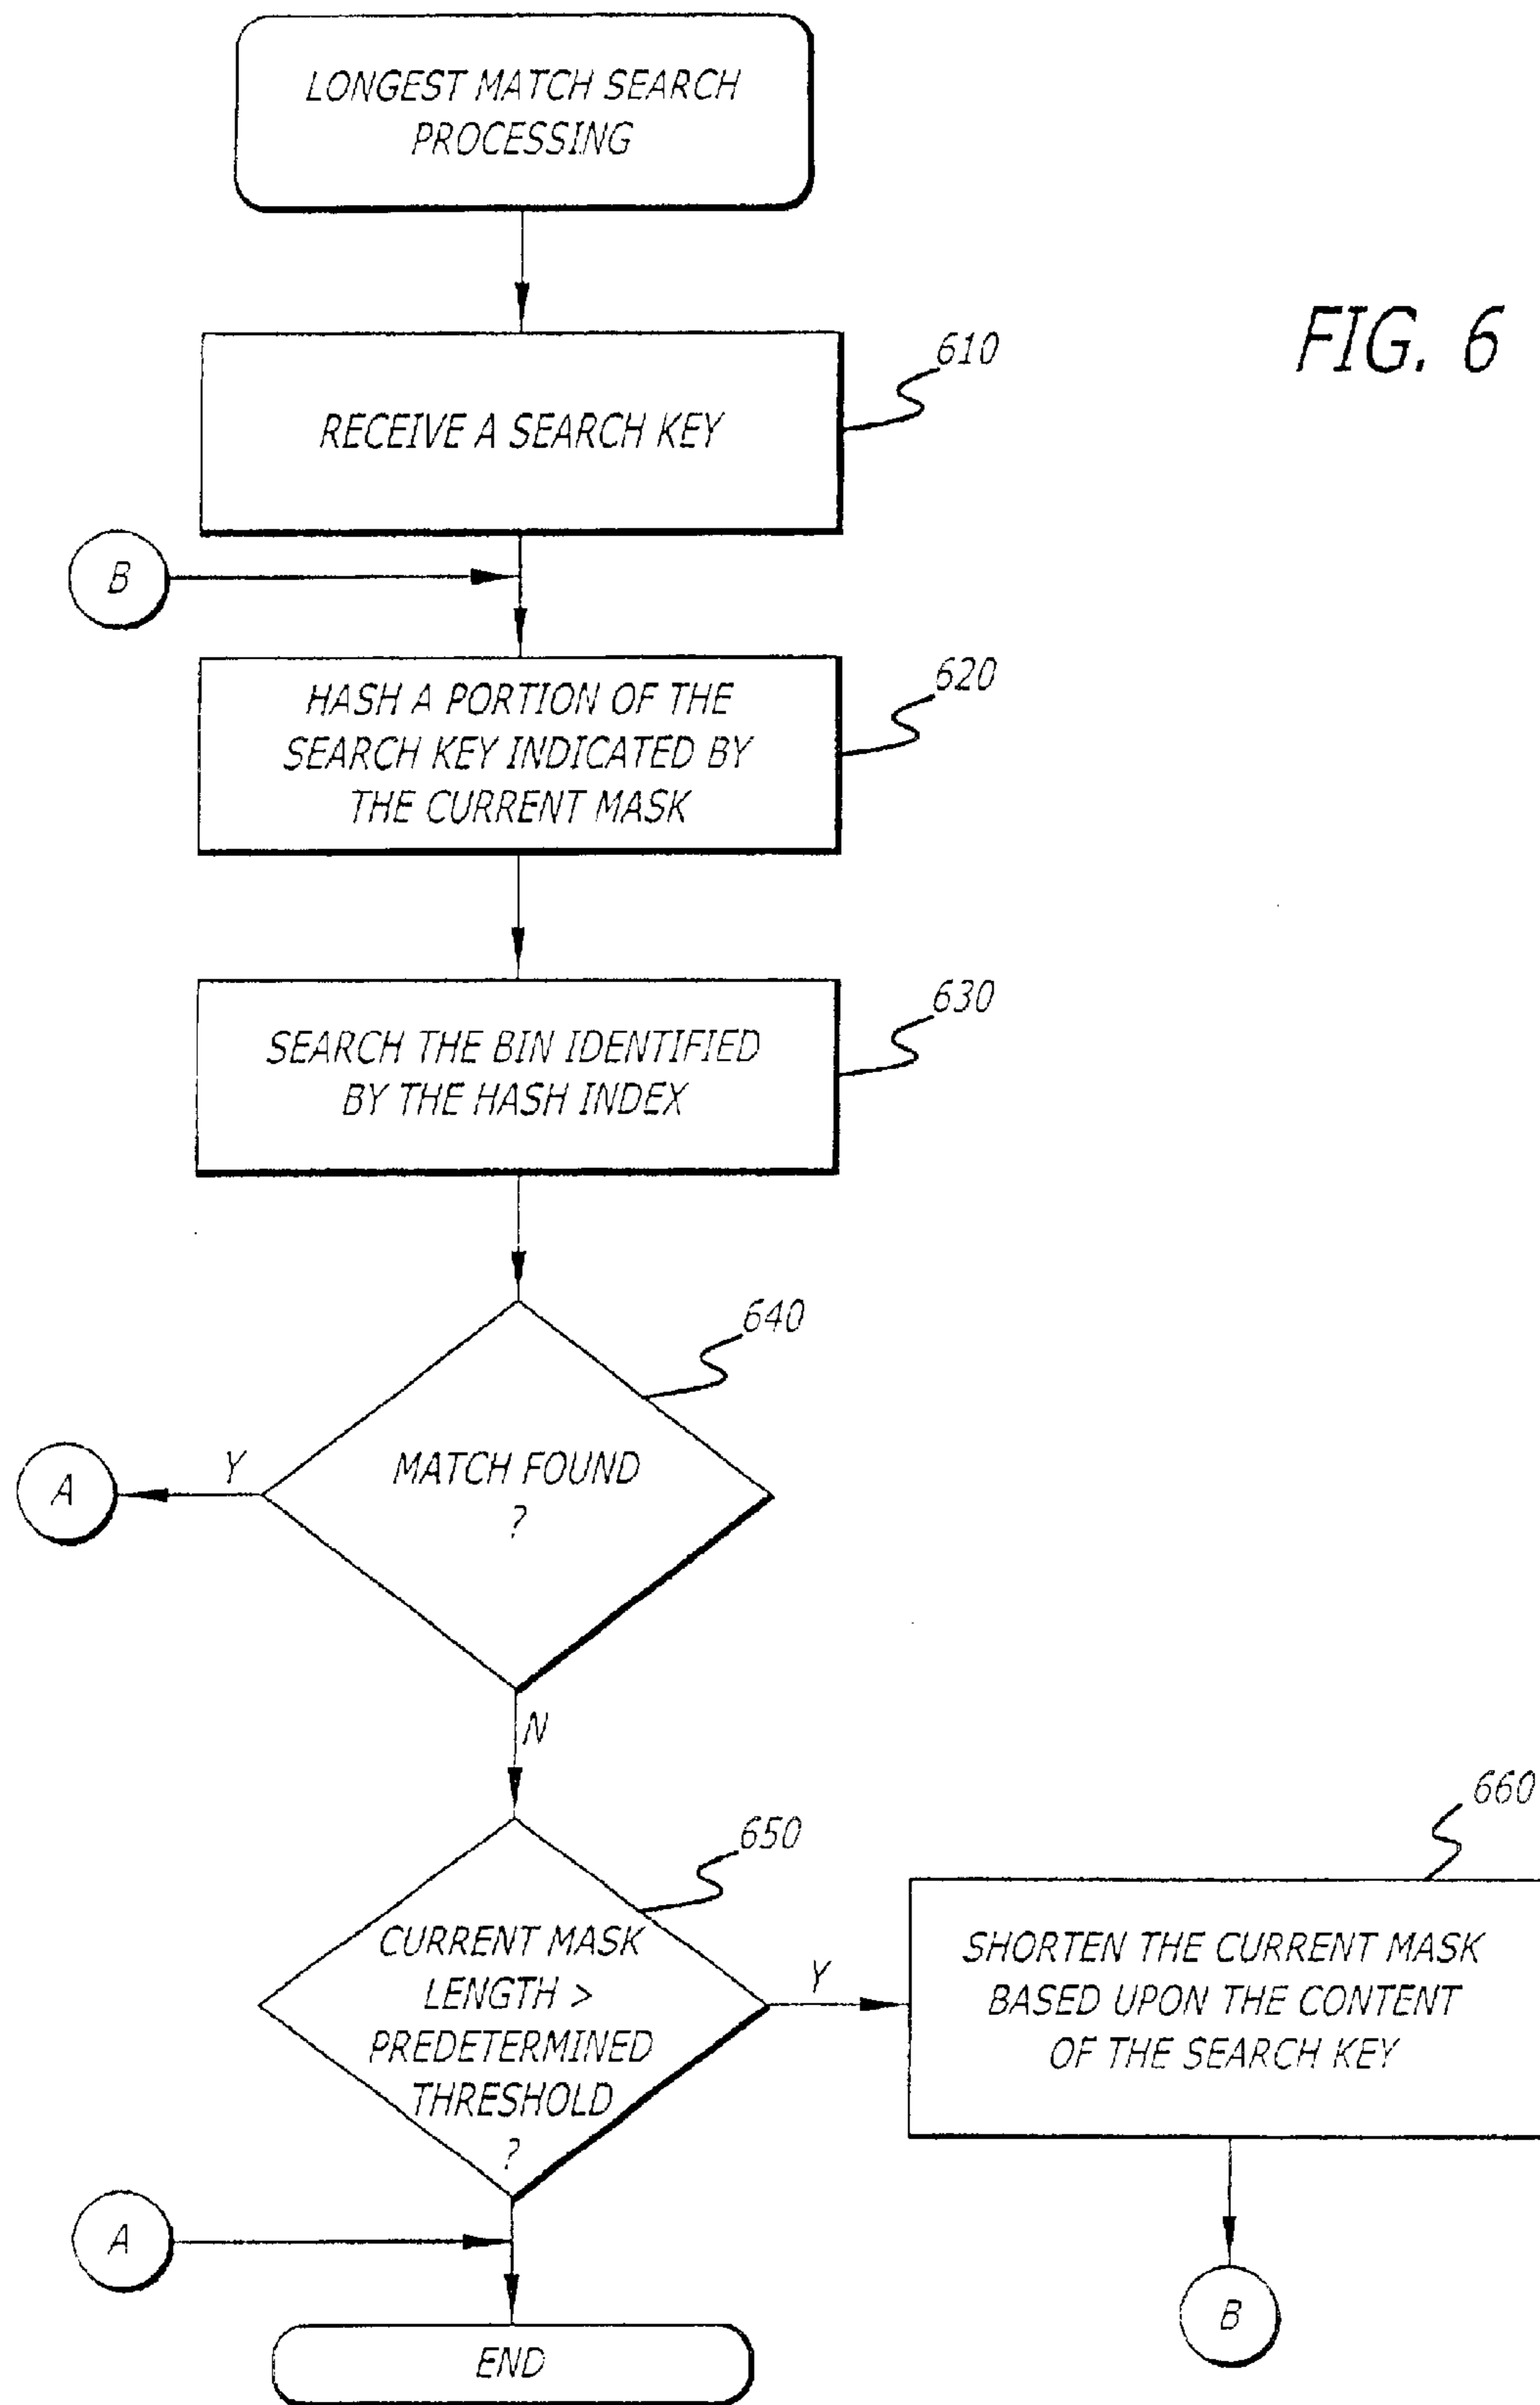 LONGEST MATCH SEARCH
PROCESSING
FIG. 6
610
RECEIVE A SEARCH KEY
B
620
HASH A PORTION OF THE
SEARCH KEY INDICATED BY
THE CURRENT MASK
630
SEARCH THE BIN IDENTIFIED
BY THE HASH INDEX
640
MATCH FOUND
?
Y
A
N
650
CURRENT MASK
LENGTH >
PREDETERMINED
THRESHOLD
?
Y
660
SHORTEN THE CURRENT MASK
BASED UPON THE CONTENT
OF THE SEARCH KEY
A
B
END